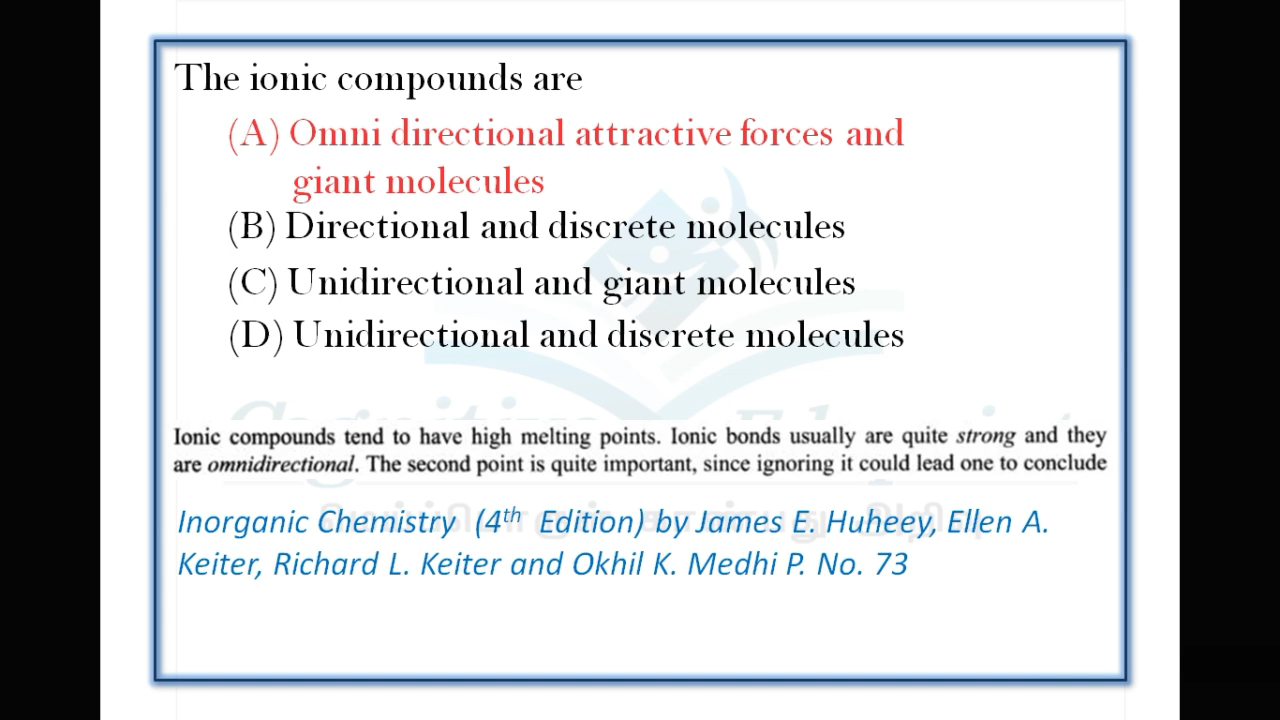 The ionic compounds are
(A) Omni directional attractive forces and
giant molecules
(B) Directional and discrete molecules
(C) Unidirectional and giant molecules
(D) Unidirectional and discrete molecules
Ionic compounds tend to have high melting points. Ionic bonds usually are quite strong and they
are omnidirectional. The second point is quite important, since ignoring it could lead one to conclude
Inorganic Chemistry (4th Edition) by James E. Huheey, Ellen A.
Keiter, Richard L. Keiter and Okhil K. Medhi P. No. 73